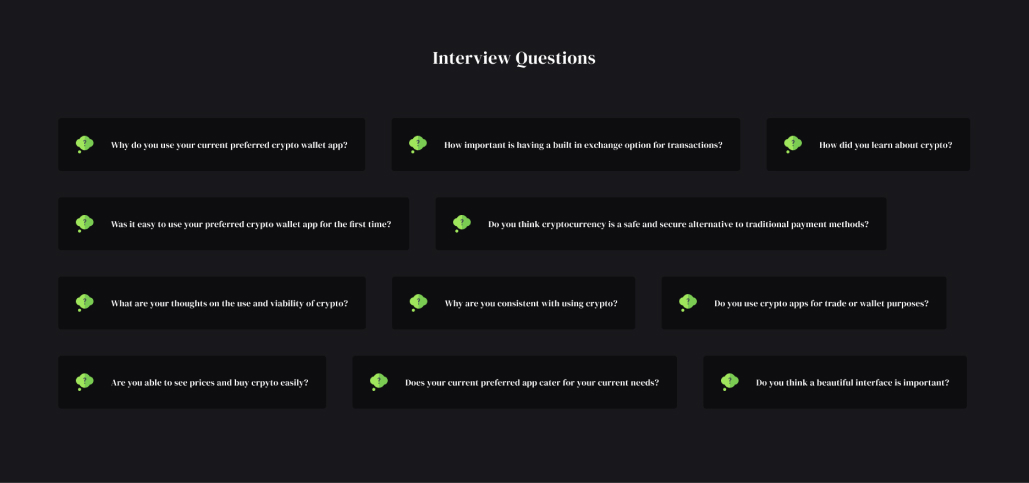 Interview Questions
Why do you use your current preferred crypto wallet app?
How important is having a built in exchange option for transactions?
How did you learn about crypto?
Was it easy to use your preferred crypto wallet app for the first time?
Do you think cryptocurrency is a safe and secure alternative to traditional payment methods?
What are your thoughts on the use and viability of crypto?
Why are you consistent with using crypto?
Do you use crypto apps for trade or wallet purposes?
Are you able to see prices and buy crpyto easily?
Does your current preferred app cater for your current needs?
Do you think a beautiful interface is important?